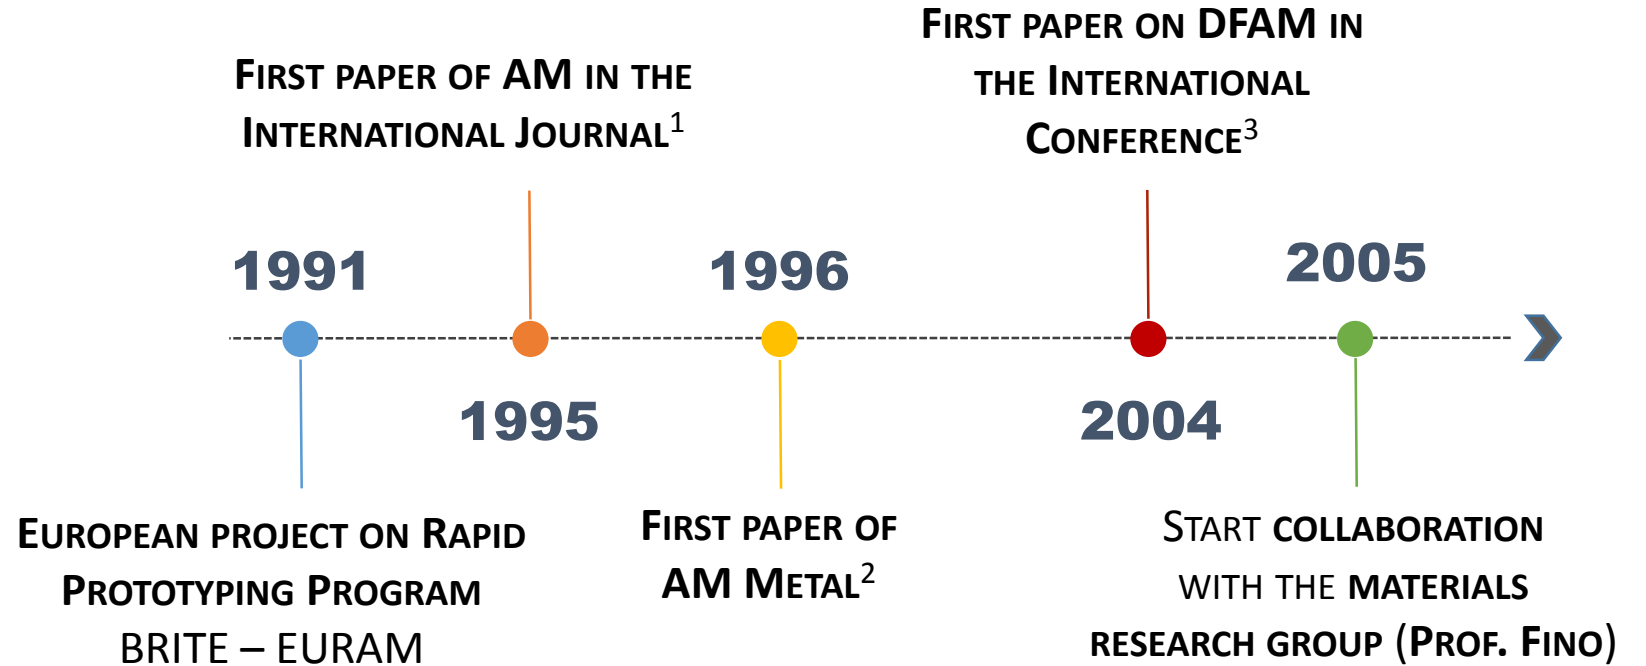 FIRST PAPER OF AM IN THE
INTERNATIONAL JOURNAL¹
FIRST PAPER ON DFAM IN
THE INTERNATIONAL
CONFERENCE³
1991
1996
2005
1995
2004
EUROPEAN PROJECT ON RAPID
PROTOTYPING PROGRAM
BRITE – EURAM
FIRST PAPER OF
AM METAL²
START COLLABORATION
WITH THE MATERIALS
RESEARCH GROUP (PROF. FINO)